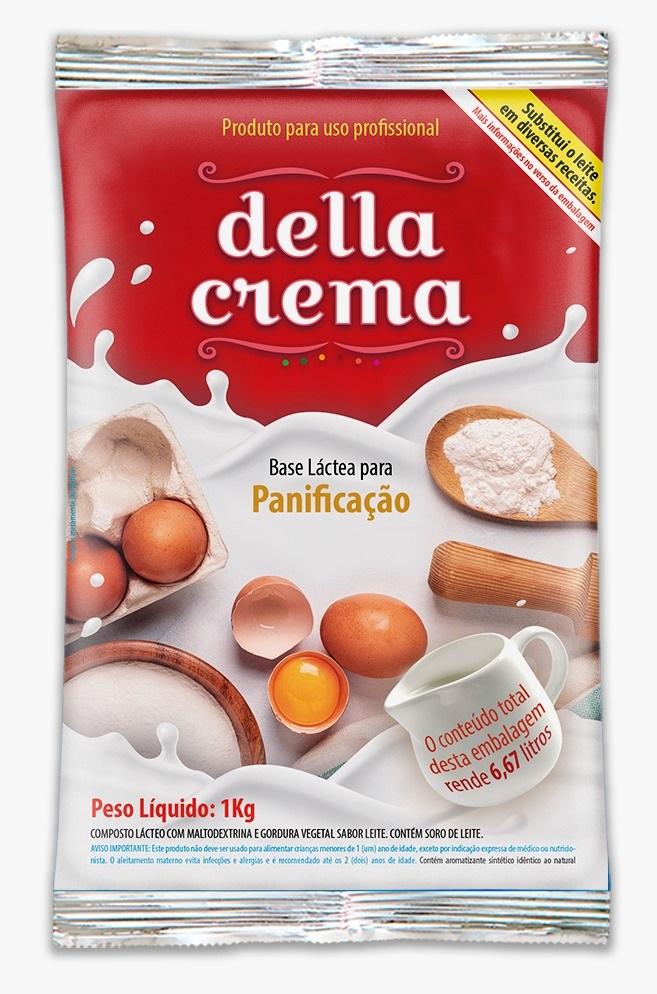 Produto para uso profissional
Substitui o leite
em diversas receitas.
Mais informações no verso da embalagem
della
crema
Base Láctea para
Panificação
O conteúdo total
desta embalagem
rende 6,67 litros
Peso Líquido: 1Kg
COMPOSTO LÁCTEO COM MALTODEXTRINA E GORDURA VEGETAL SABOR LEITE. CONTÉM SORO DE LEITE.
AVISO IMPORTANTE: Este produto não deve ser usado para alimentar crianças menores de 1 (um) ano de idade, exceto por indicação expressa de médico ou nutricio-
nista. O aleitamento materno evita infecções e alergias e é recomendado até os 2 (dois) anos de idade. Contém aromatizante sintético idêntico ao natural